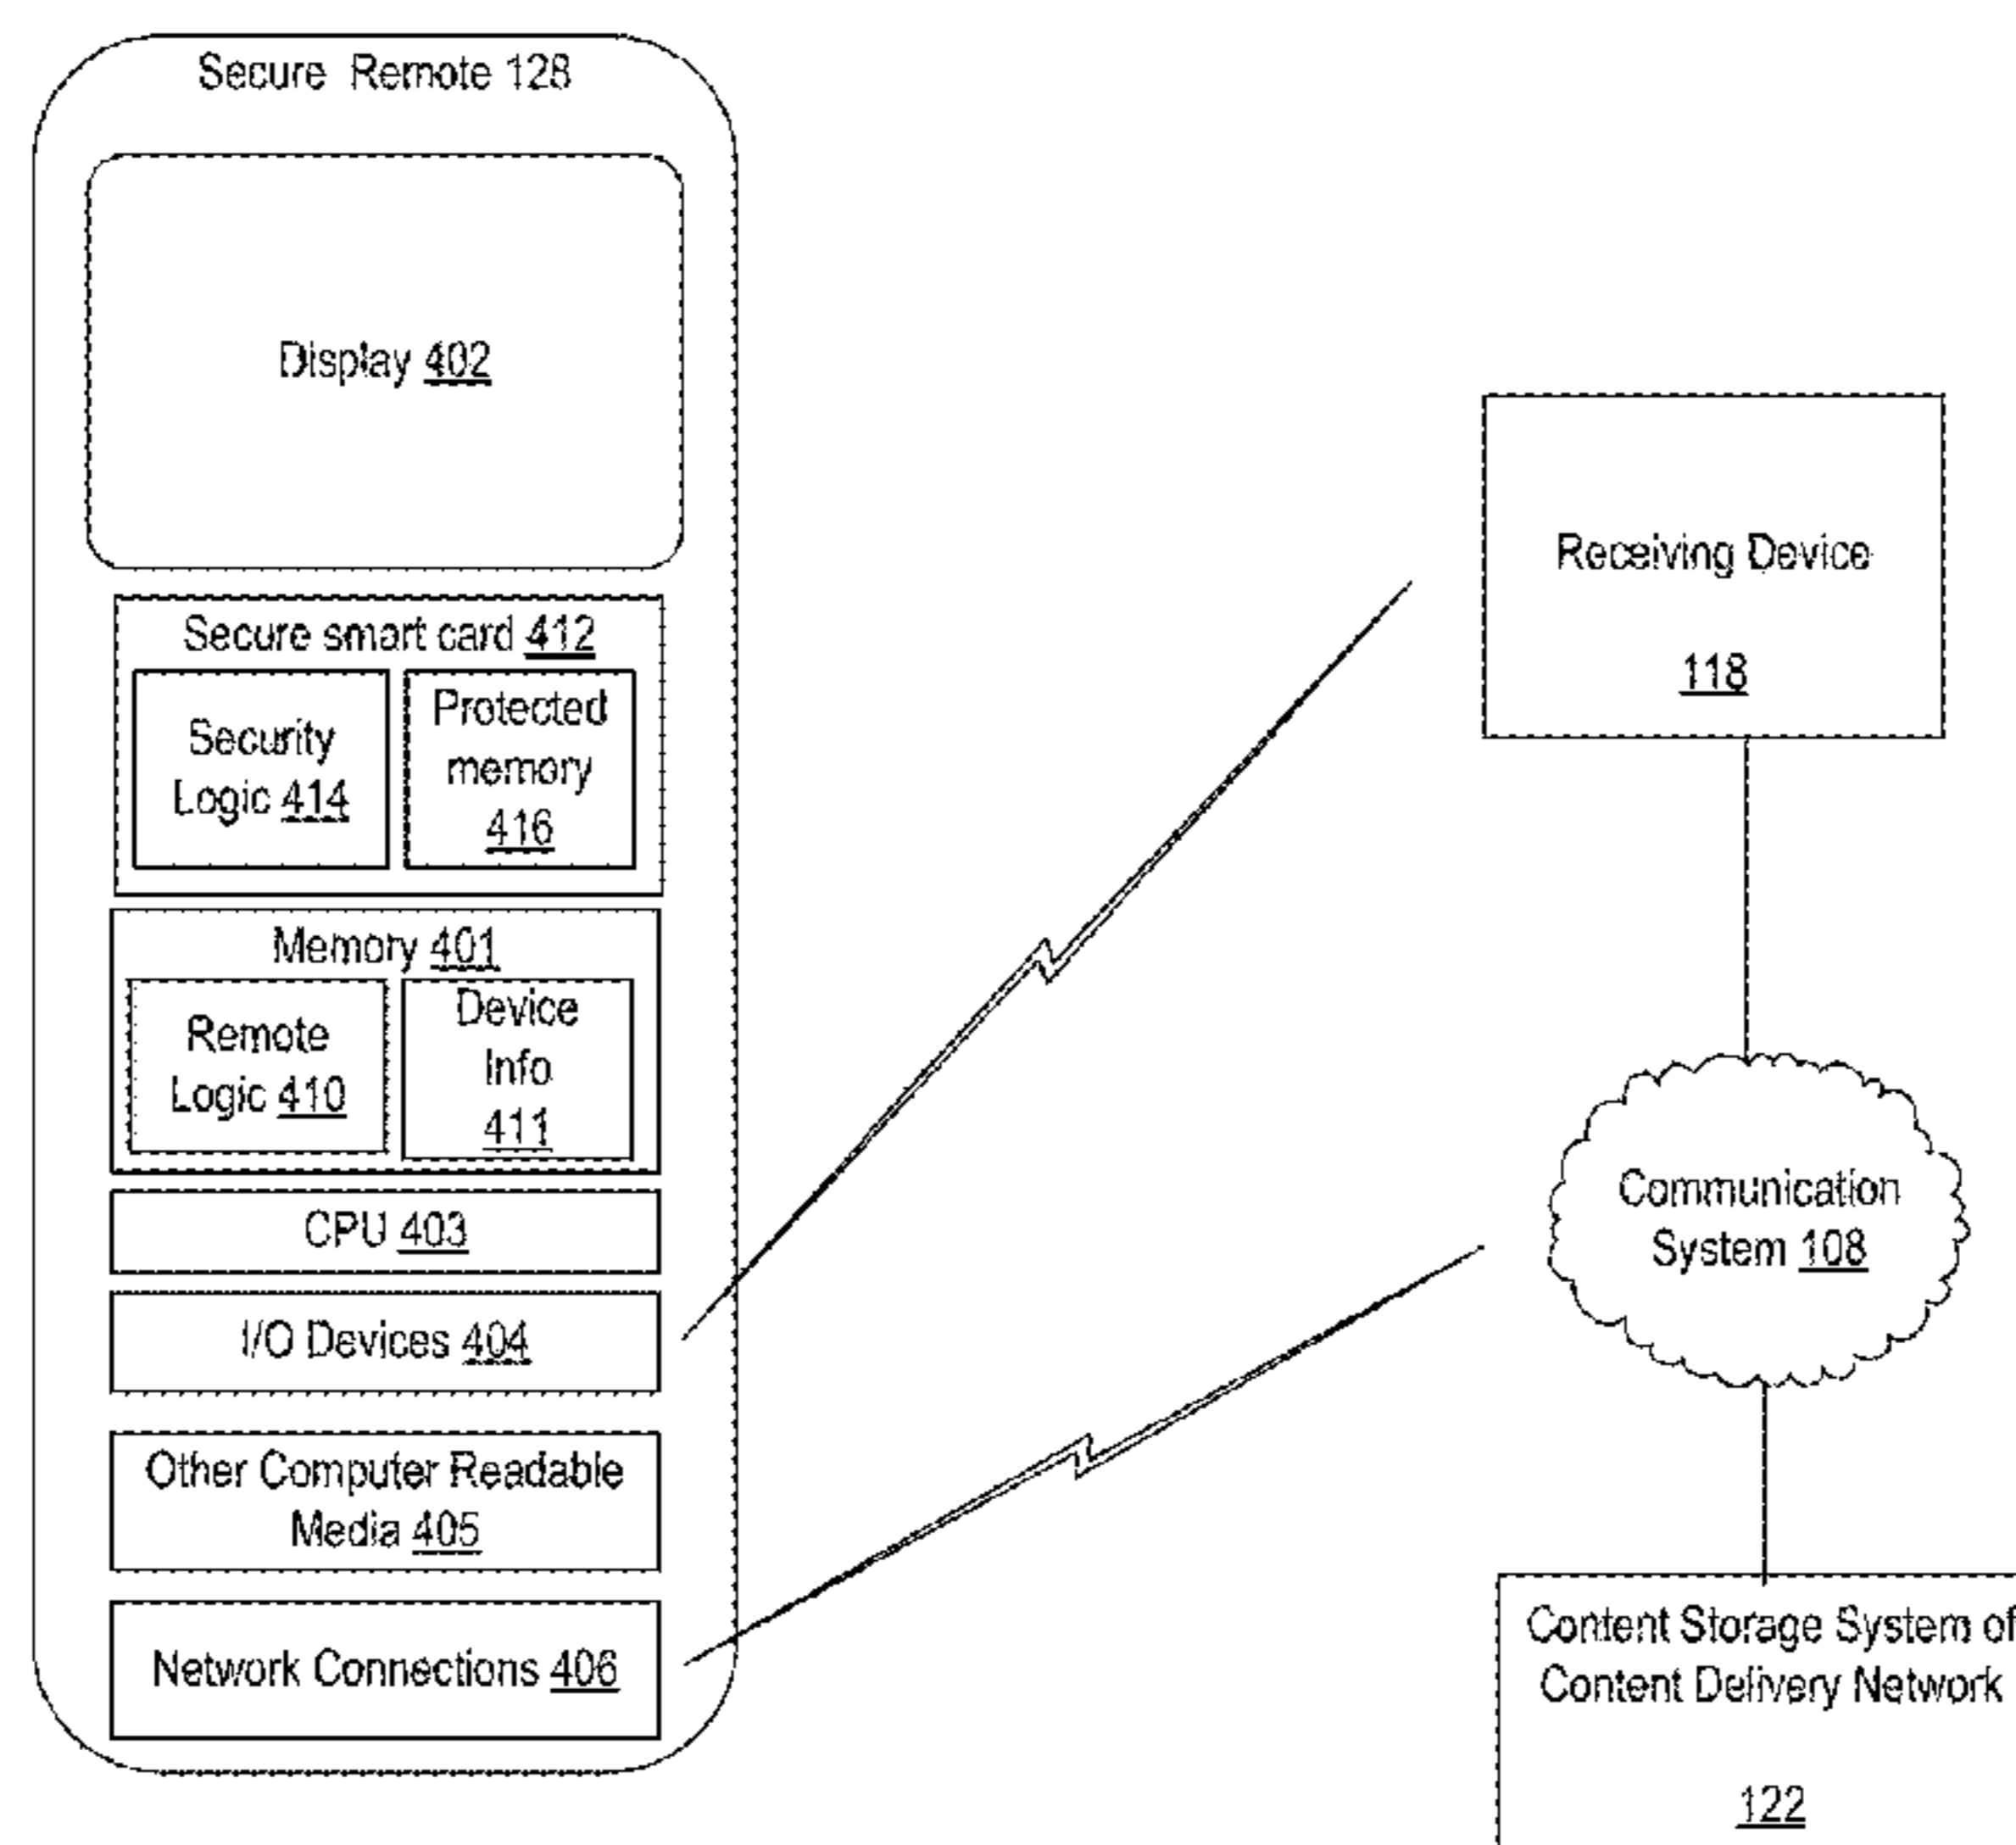 Secure Remote 128
Display 402
Secure smart card 412
Security
Logic 414
Protected
memory
416
Memory 401
Remote
Logic 410
Device
Info
411
CPU 403
I/O Devices 404
Other Computer Readable
Media 405
Network Connections 406
Receiving Device
118
Communication
System 108
Content Storage System of
Content Delivery Network
122